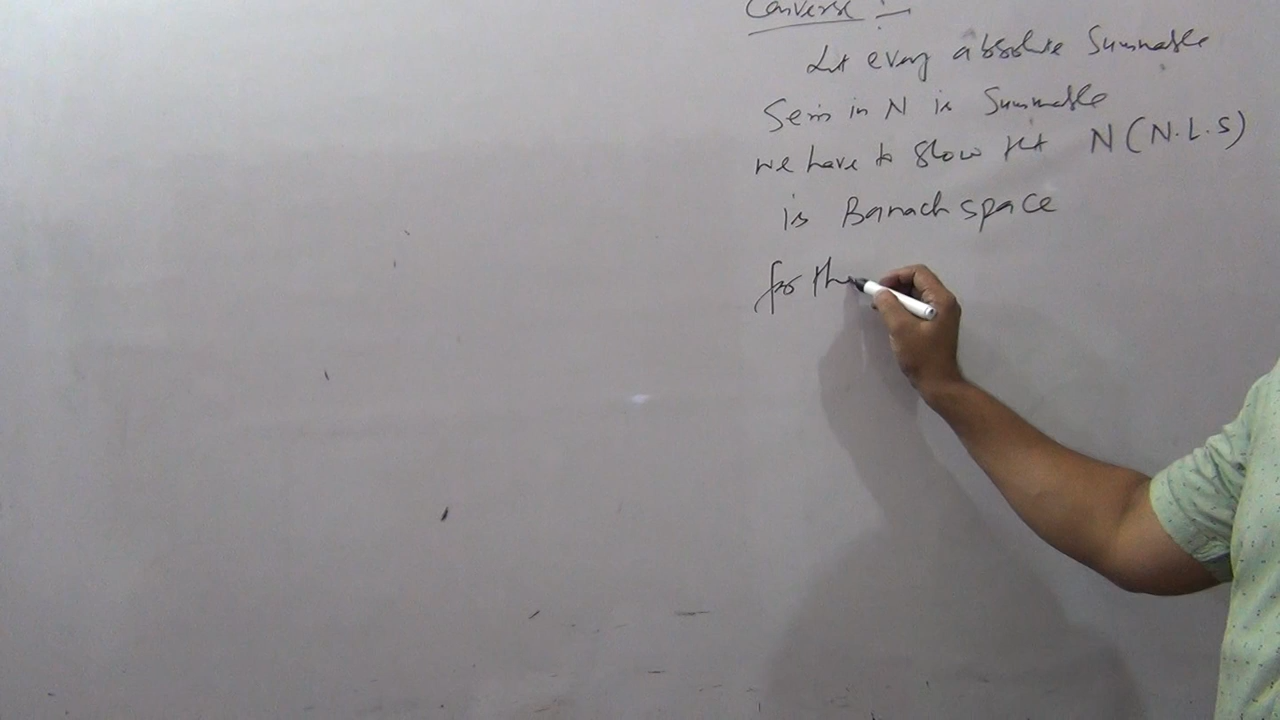 Converse :-
Let every absolute Summable
Series in N is Summable
we have to show that N (N.L.S)
is Banach space
for th